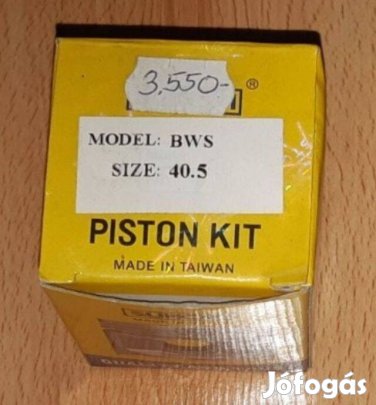 3,550-
®
MODEL: BWS
SIZE: 40.5
PISTON KIT
MADE IN TAIWAN
Jófogás